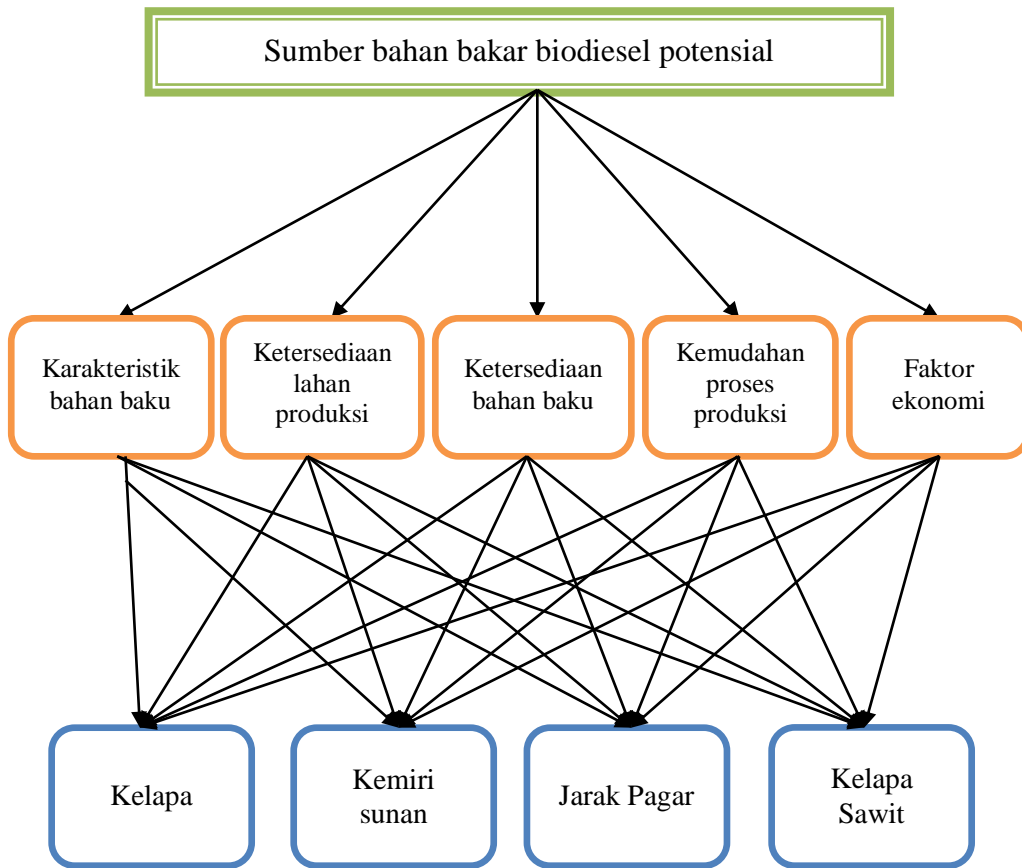 Sumber bahan bakar biodiesel potensial
Karakteristik
bahan baku
Ketersediaan
lahan
produksi
Ketersediaan
bahan baku
Kemudahan
proses
produksi
Faktor
ekonomi
Kelapa
Kemiri
sunan
Jarak Pagar
Kelapa
Sawit